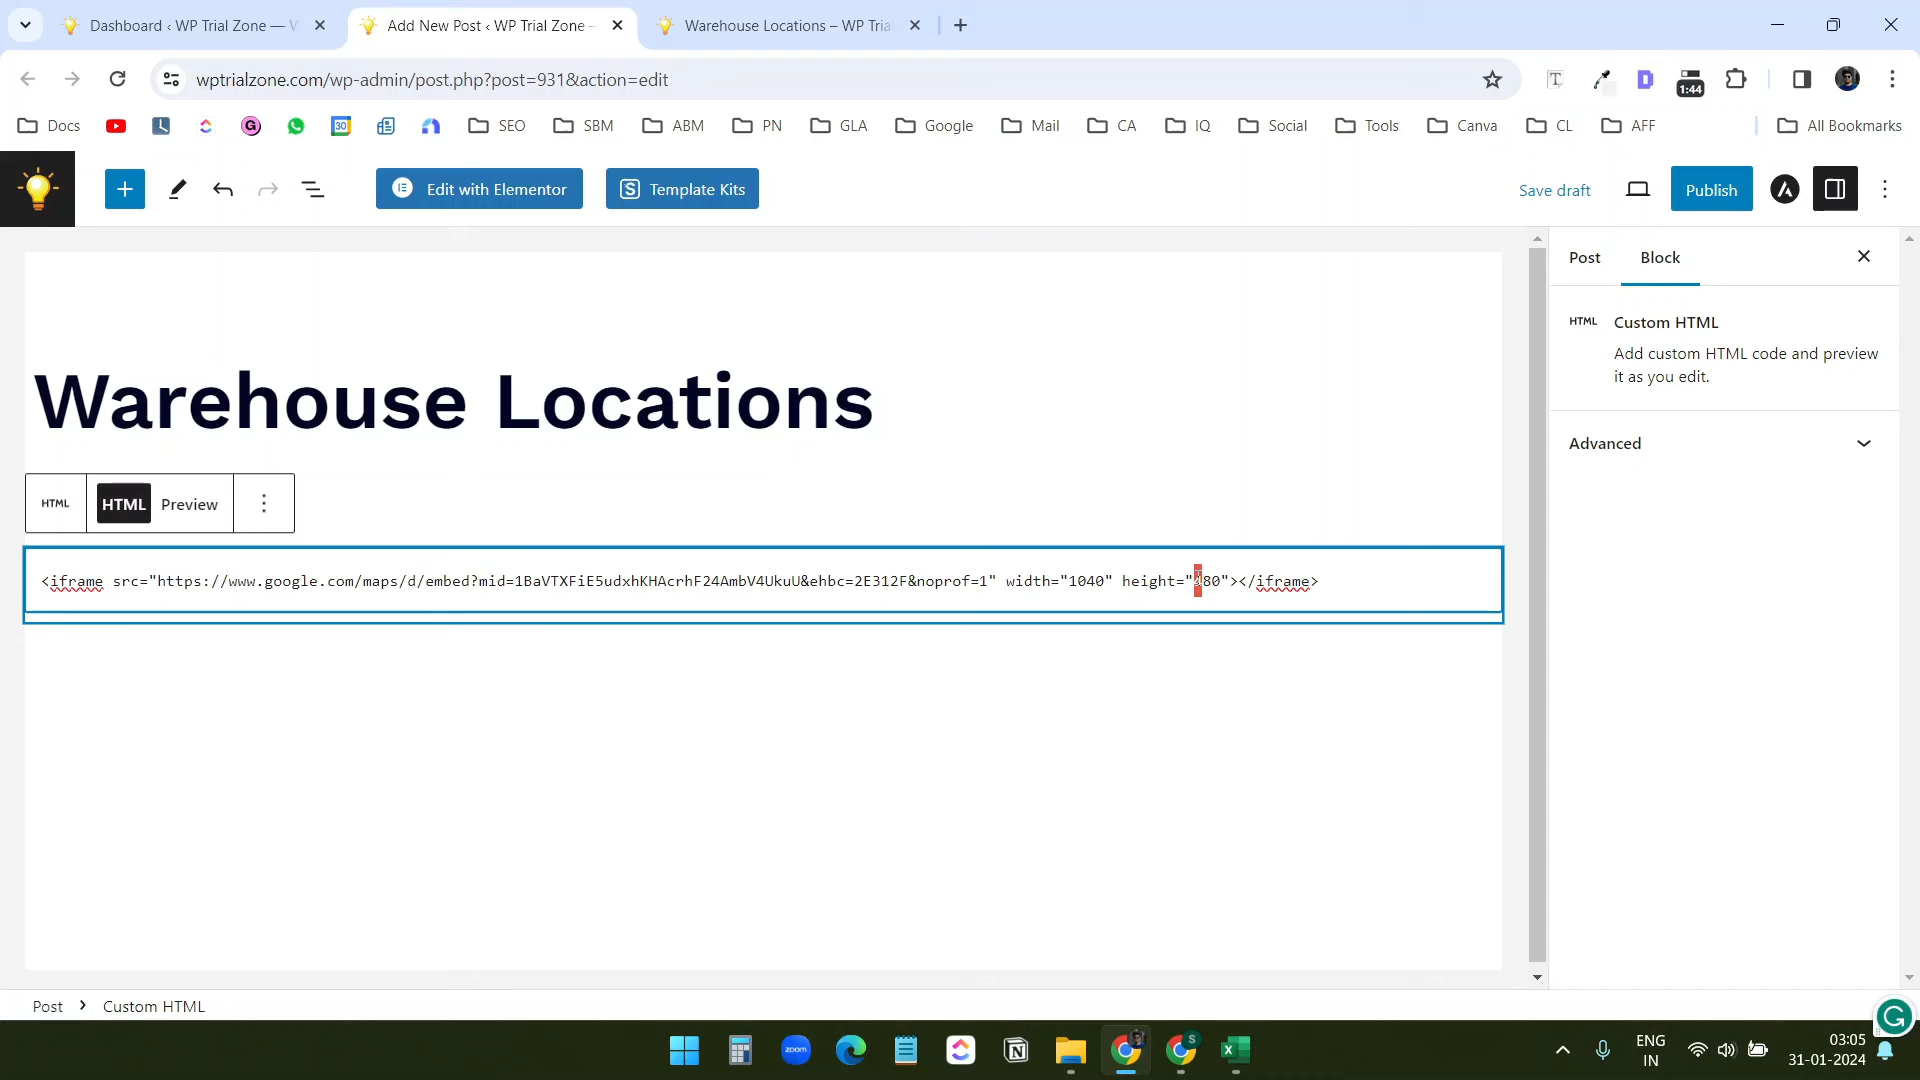 Dashboard ‹ WP Trial Zone —
Add New Post ‹ WP Trial Zone –
Warehouse Locations – WP Tria
wptrialzone.com/wp-admin/post.php?post=931&action=edit
1:44
Docs
30
SEO
SBM
ABM
PN
GLA
Google
Mail
CA
IQ
Social
Tools
Canva
CL
AFF
All Bookmarks
Edit with Elementor
Template Kits
Save draft
Publish
Post
Block
HTML
Custom HTML
Add custom HTML code and preview
it as you edit.
Advanced
Warehouse Locations
HTML
HTML
Preview
<iframe src="https://www.google.com/maps/d/embed?mid=1BaVTXFiE5udxhKHAcrhF24AmbV4UkuU&ehbc=2E312F&noprof=1" width="1040" height="80"></iframe>
Post
Custom HTML
zoom
S
ENG
IN
03:05
31-01-2024